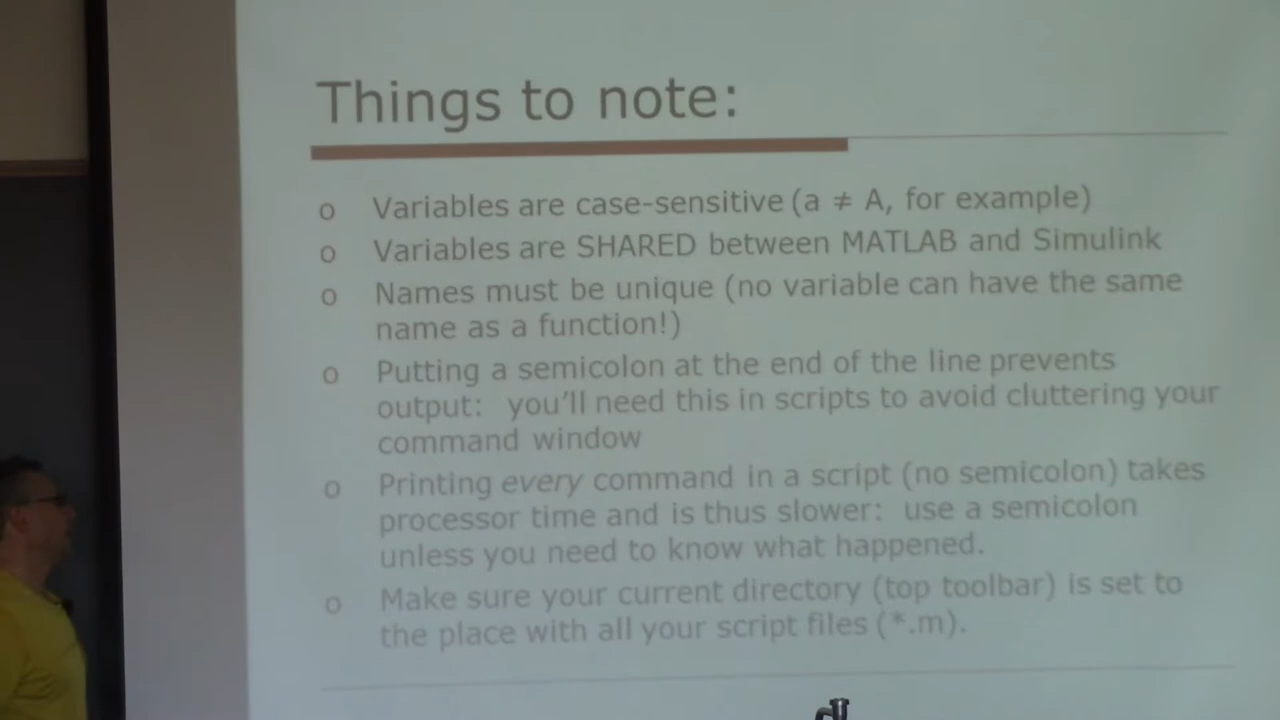 Things to note:
o Variables are case-sensitive (a ≠ A, for example)
o Variables are SHARED between MATLAB and Simulink
o Names must be unique (no variable can have the same
name as a function!)
o Putting a semicolon at the end of the line prevents
output: you'll need this in scripts to avoid cluttering your
command window
o Printing every command in a script (no semicolon) takes
processor time and is thus slower: use a semicolon
unless you need to know what happened.
o Make sure your current directory (top toolbar) is set to
the place with all your script files (*.m).